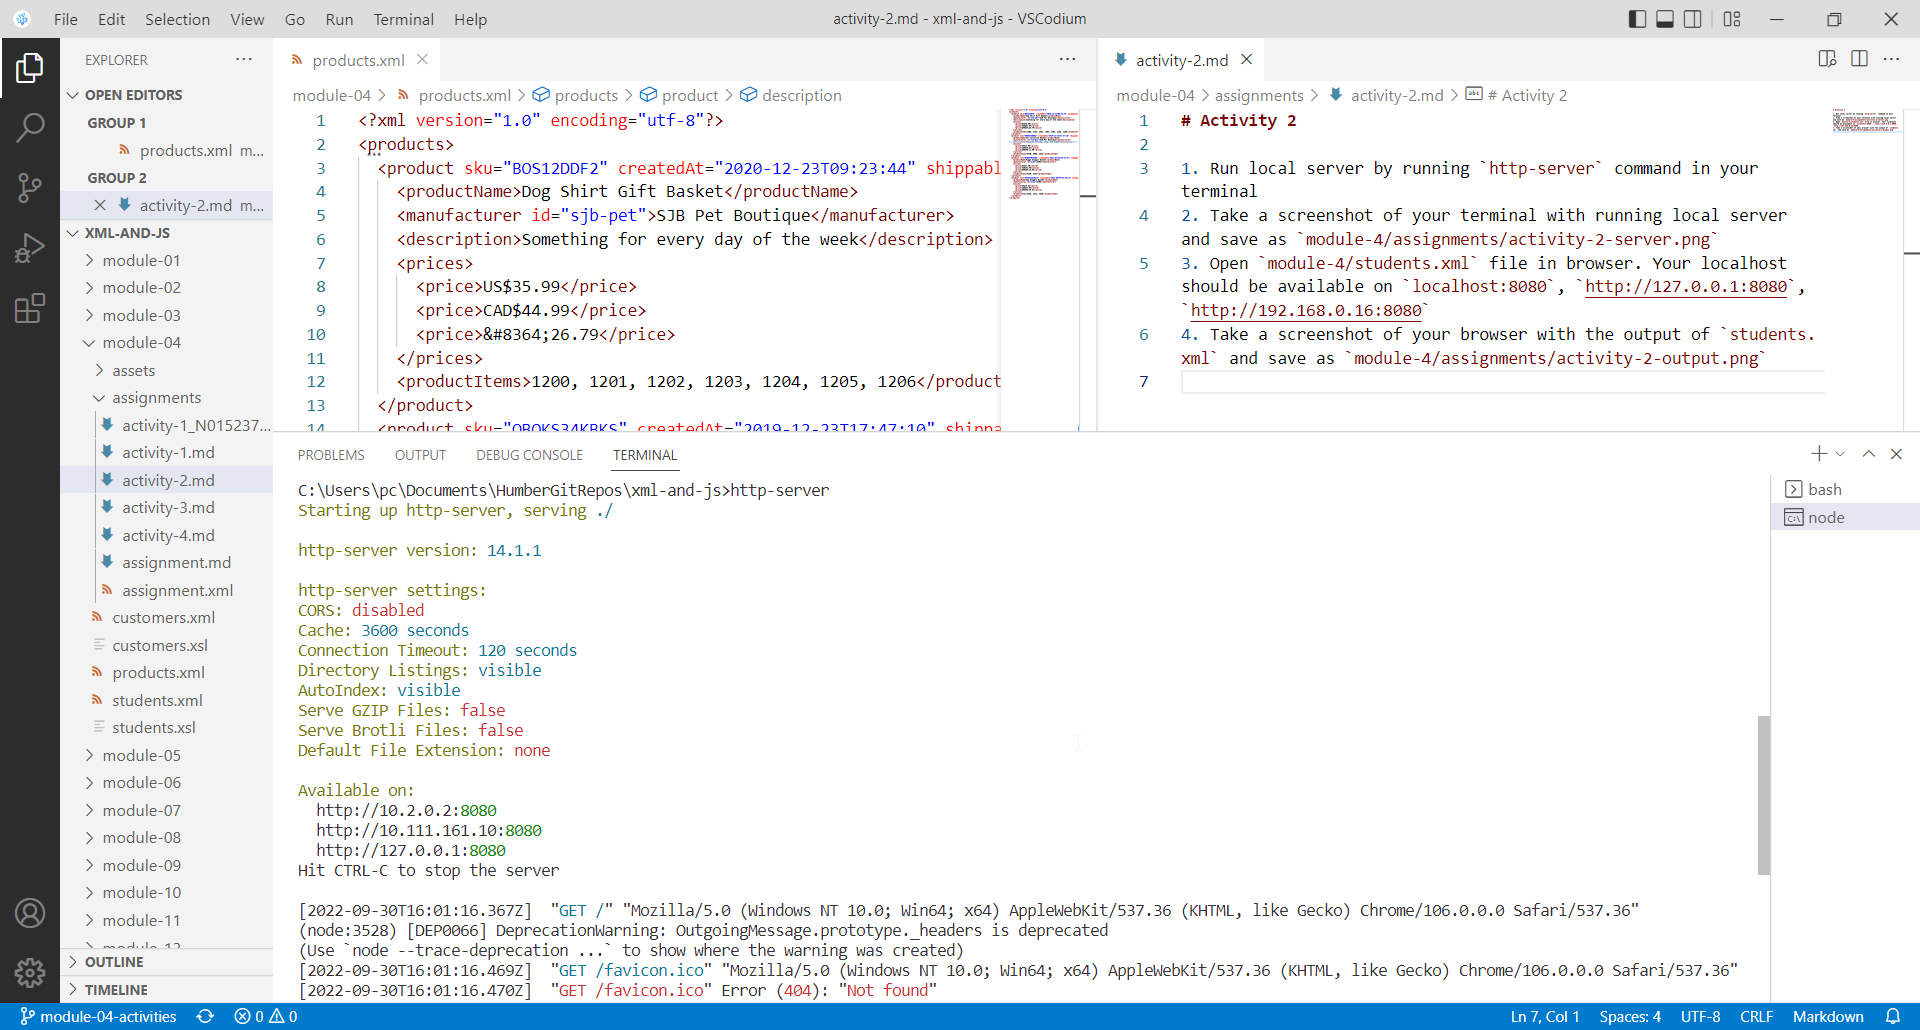 File Edit Selection View Go Run Terminal Help
activity-2.md - xml-and-js - VSCodium
EXPLORER
OPEN EDITORS
GROUP 1
products.xml m...
GROUP 2
activity-2.md m...
XML-AND-JS
module-01
module-02
module-03
module-04
assets
assignments
activity-1_N015237...
activity-1.md
activity-2.md
activity-3.md
activity-4.md
assignment.md
assignment.xml
customers.xml
customers.xsl
products.xml
students.xml
students.xsl
module-05
module-06
module-07
module-08
module-09
module-10
module-11
module-12
OUTLINE
TIMELINE
products.xml
module-04 > products.xml > products > product > description
1 <?xml version="1.0" encoding="utf-8"?>
2 <products>
3 <product sku="BOS12DDF2" createdAt="2020-12-23T09:23:44" shippabl
4 <productName>Dog Shirt Gift Basket</productName>
5 <manufacturer id="sjb-pet">SJB Pet Boutique</manufacturer>
6 <description>Something for every day of the week</description>
7 <prices>
8 <price>US$35.99</price>
9 <price>CAD$44.99</price>
10 <price>&#8364;26.79</price>
11 </prices>
12 <productItems>1200, 1201, 1202, 1203, 1204, 1205, 1206</product
13 </product>
14 <product sku="OBOKS34KBKS" createdAt="2019-12-23T17:47:10" shippa
activity-2.md
module-04 > assignments > activity-2.md > # Activity 2
1 # Activity 2
2
3 1. Run local server by running `http-server` command in your
terminal
4 2. Take a screenshot of your terminal with running local server
and save as `module-4/assignments/activity-2-server.png`
5 3. Open `module-4/students.xml` file in browser. Your localhost
should be available on `localhost:8080`, `http://127.0.0.1:8080`,
`http://192.168.0.16:8080`
6 4. Take a screenshot of your browser with the output of `students.
xml` and save as `module-4/assignments/activity-2-output.png`
7
PROBLEMS OUTPUT DEBUG CONSOLE TERMINAL
C:\Users\pc\Documents\HumberGitRepos\xml-and-js>http-server
Starting up http-server, serving ./
http-server version: 14.1.1
http-server settings:
CORS: disabled
Cache: 3600 seconds
Connection Timeout: 120 seconds
Directory Listings: visible
AutoIndex: visible
Serve GZIP Files: false
Serve Brotli Files: false
Default File Extension: none
Available on:
http://10.2.0.2:8080
http://10.111.161.10:8080
http://127.0.0.1:8080
Hit CTRL-C to stop the server
[2022-09-30T16:01:16.367Z] "GET /" "Mozilla/5.0 (Windows NT 10.0; Win64; x64) AppleWebKit/537.36 (KHTML, like Gecko) Chrome/106.0.0.0 Safari/537.36"
(node:3528) [DEP0066] DeprecationWarning: OutgoingMessage.prototype._headers is deprecated
(Use `node --trace-deprecation ...` to show where the warning was created)
[2022-09-30T16:01:16.469Z] "GET /favicon.ico" "Mozilla/5.0 (Windows NT 10.0; Win64; x64) AppleWebKit/537.36 (KHTML, like Gecko) Chrome/106.0.0.0 Safari/537.36"
[2022-09-30T16:01:16.470Z] "GET /favicon.ico" Error (404): "Not found"
bash
node
module-04-activities 0 0
Ln 7, Col 1 Spaces: 4 UTF-8 CRLF Markdown